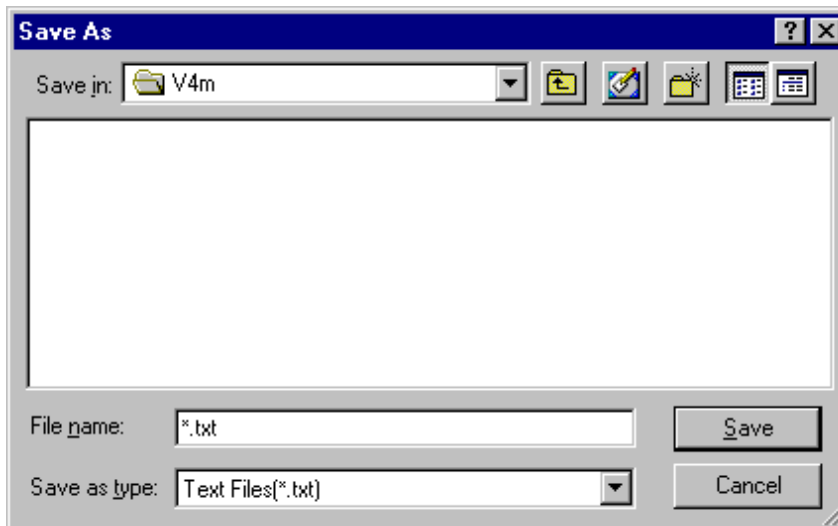 Save As
Save in: V4m
File name: *.txt Save
Save as type: Text Files(*.txt) Cancel